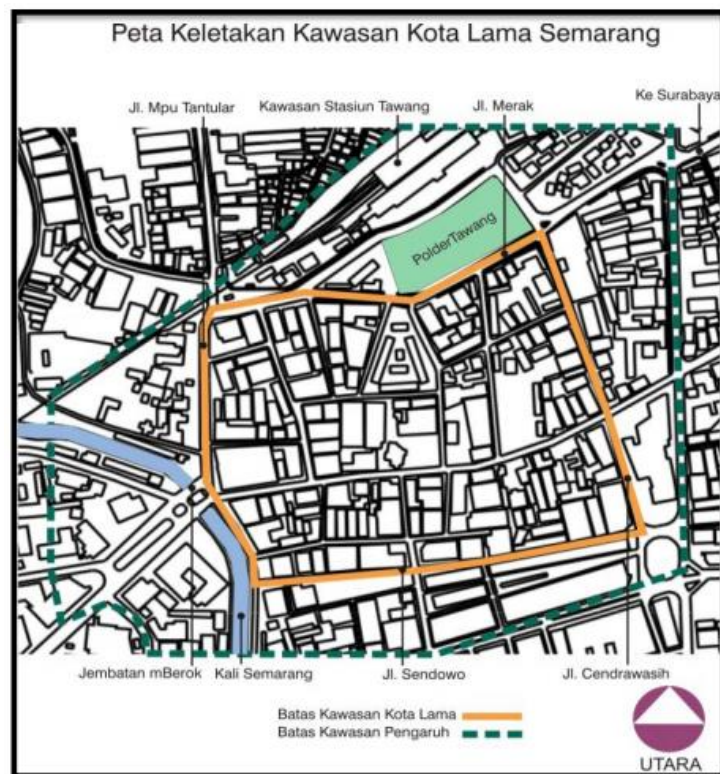 Peta Keletakan Kawasan Kota Lama Semarang
Ke Surabaya
Jl. Mpu Tantular
Kawasan Stasiun Tawang
Jl. Merak
PolderTawang
Jembatan mBerok
Kali Semarang
Jl. Sendowo
Jl. Cendrawasih
Batas Kawasan Kota Lama
Batas Kawasan Pengaruh
UTARA